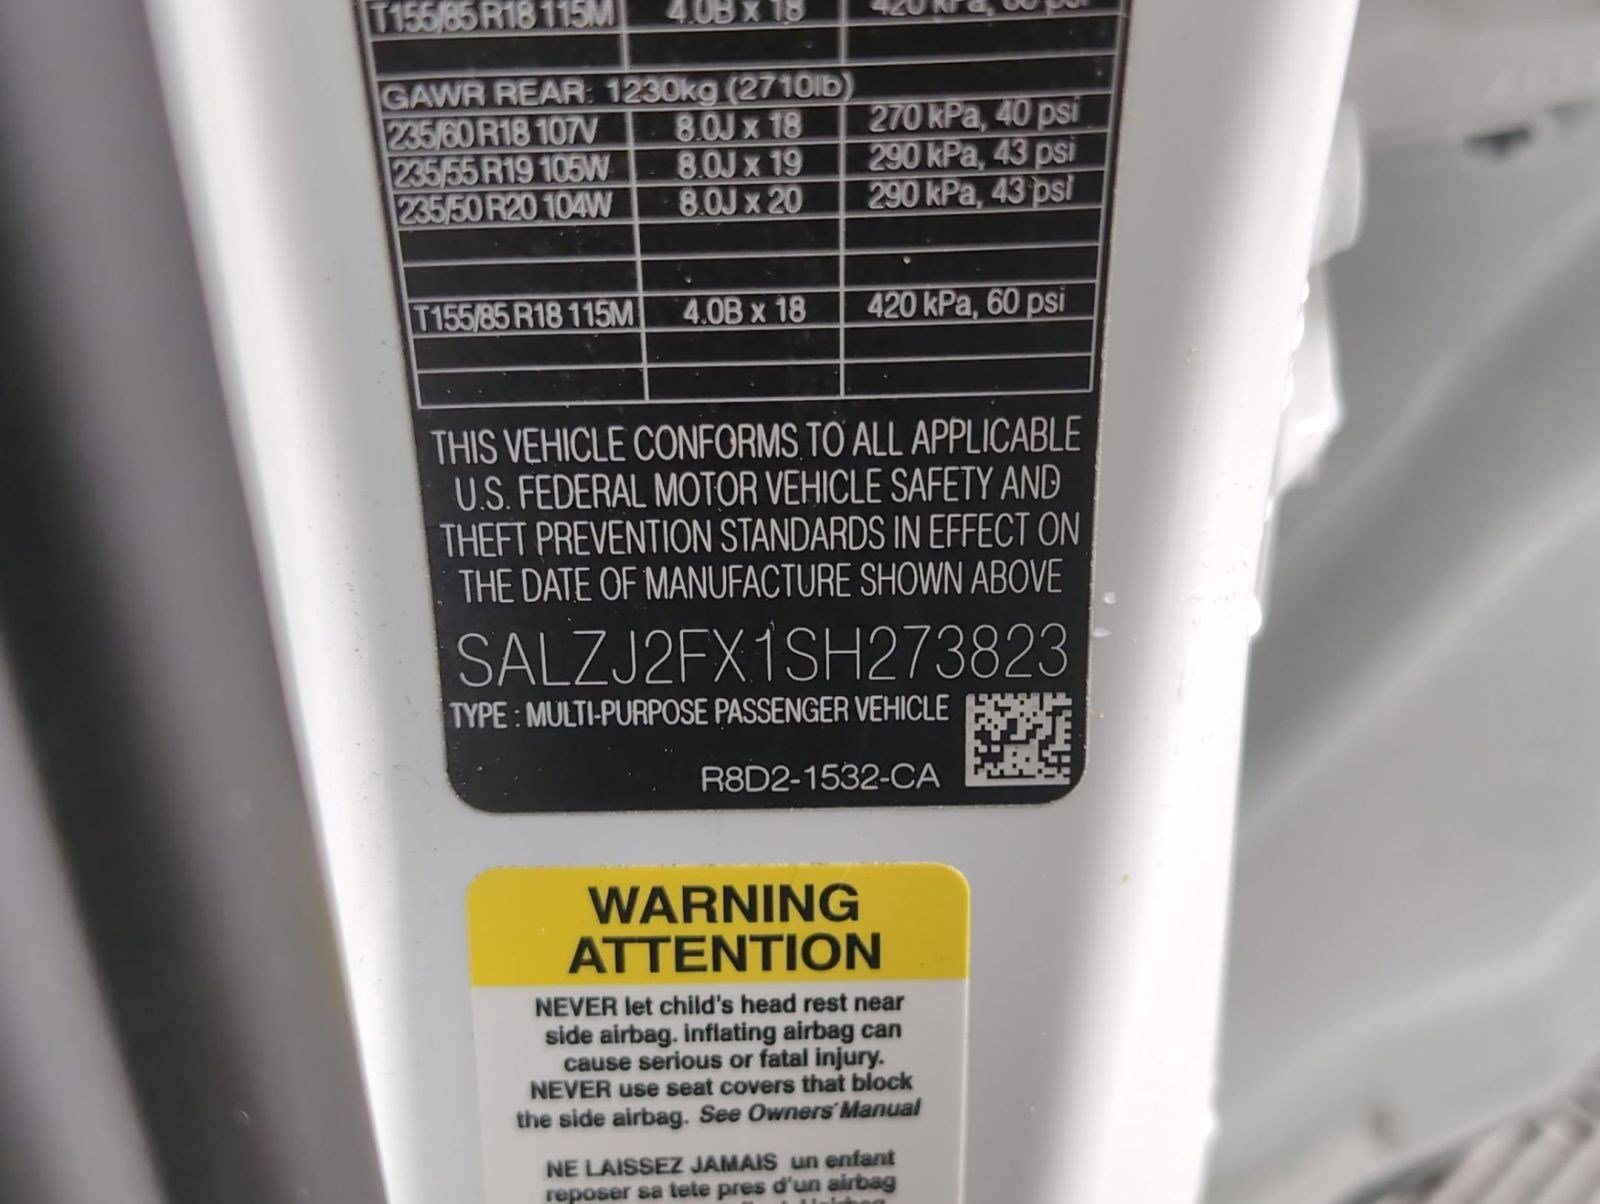 T155/85 R18 115M 4.0B x 18 420 kPa, 60 psi
GAWR REAR: 1230kg (2710lb)
235/60 R18 107V 8.0J x 18 270 kPa, 40 psi
235/55 R19 105W 8.0J x 19 290 kPa, 43 psi
235/50 R20 104W 8.0J x 20 290 kPa, 43 psi
T155/85 R18 115M 4.0B x 18 420 kPa, 60 psi
THIS VEHICLE CONFORMS TO ALL APPLICABLE
U.S. FEDERAL MOTOR VEHICLE SAFETY AND
THEFT PREVENTION STANDARDS IN EFFECT ON
THE DATE OF MANUFACTURE SHOWN ABOVE
SALZJ2FX1SH273823
TYPE : MULTI-PURPOSE PASSENGER VEHICLE
R8D2-1532-CA
WARNING
ATTENTION
NEVER let child's head rest near
side airbag. inflating airbag can
cause serious or fatal injury.
NEVER use seat covers that block
the side airbag. See Owners' Manual
NE LAISSEZ JAMAIS un enfant
reposer sa tete pres d'un airbag